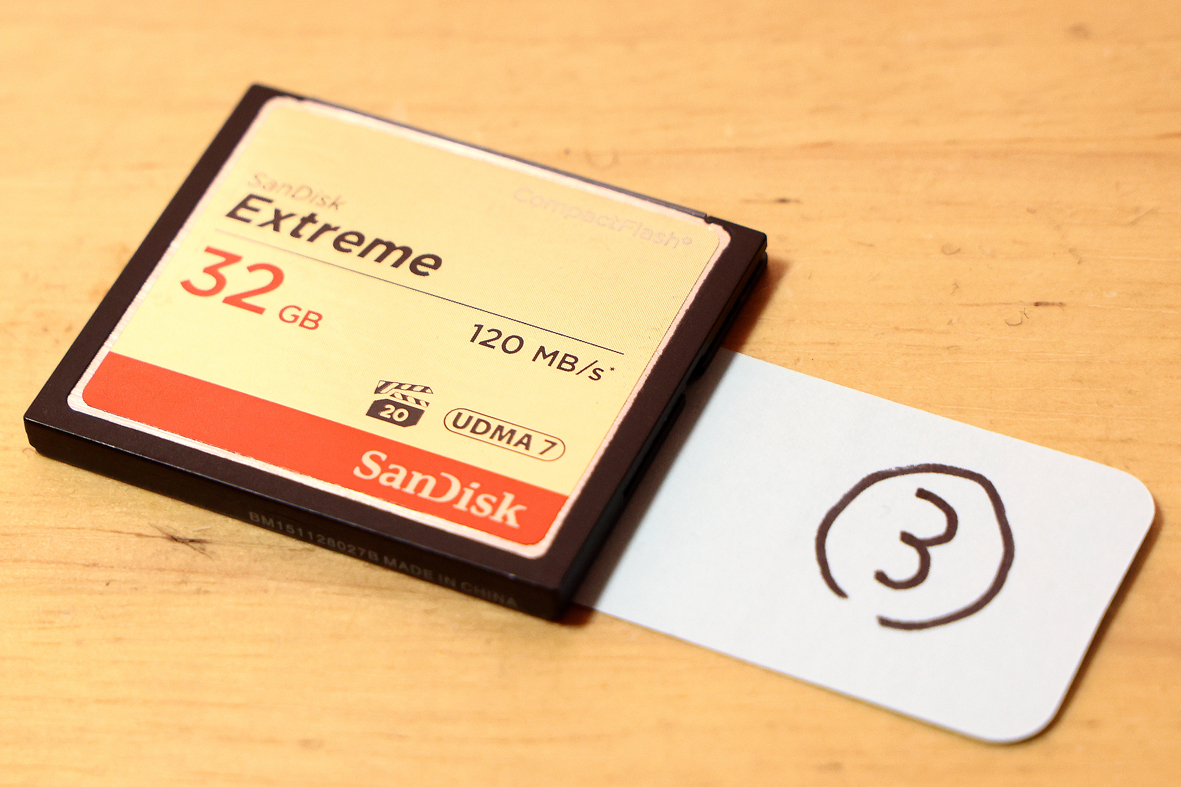 SanDisk
Extreme
CompactFlash®
32 GB
120 MB/s*
20
UDMA 7
SanDisk
BM151128027B MADE IN CHINA
3